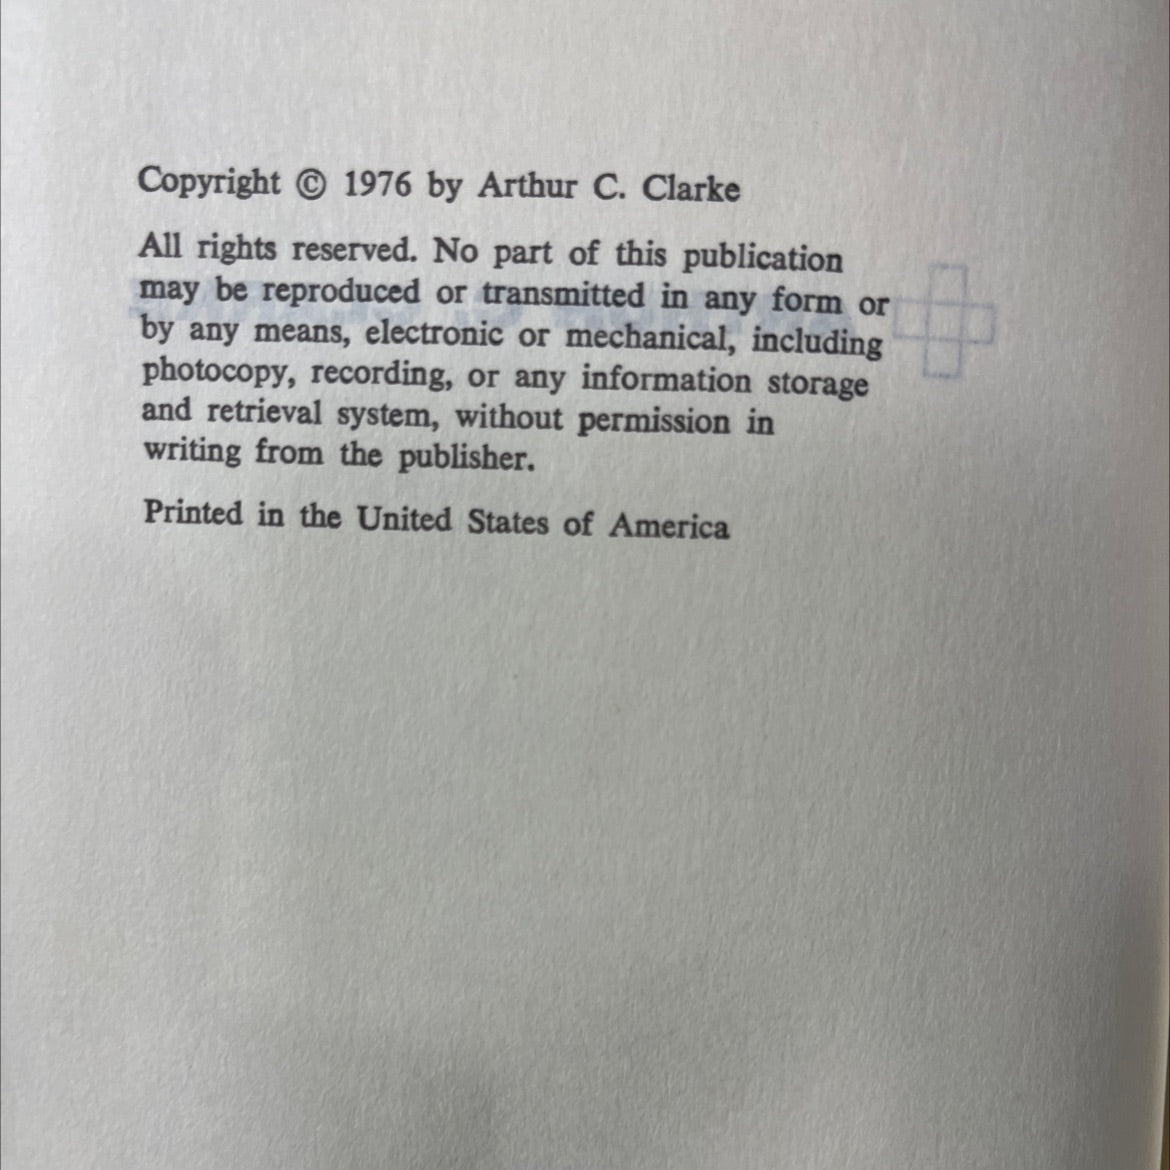 Copyright © 1976 by Arthur C. Clarke
All rights reserved. No part of this publication
may be reproduced or transmitted in any form or
by any means, electronic or mechanical, including
photocopy, recording, or any information storage
and retrieval system, without permission in
writing from the publisher.
Printed in the United States of America